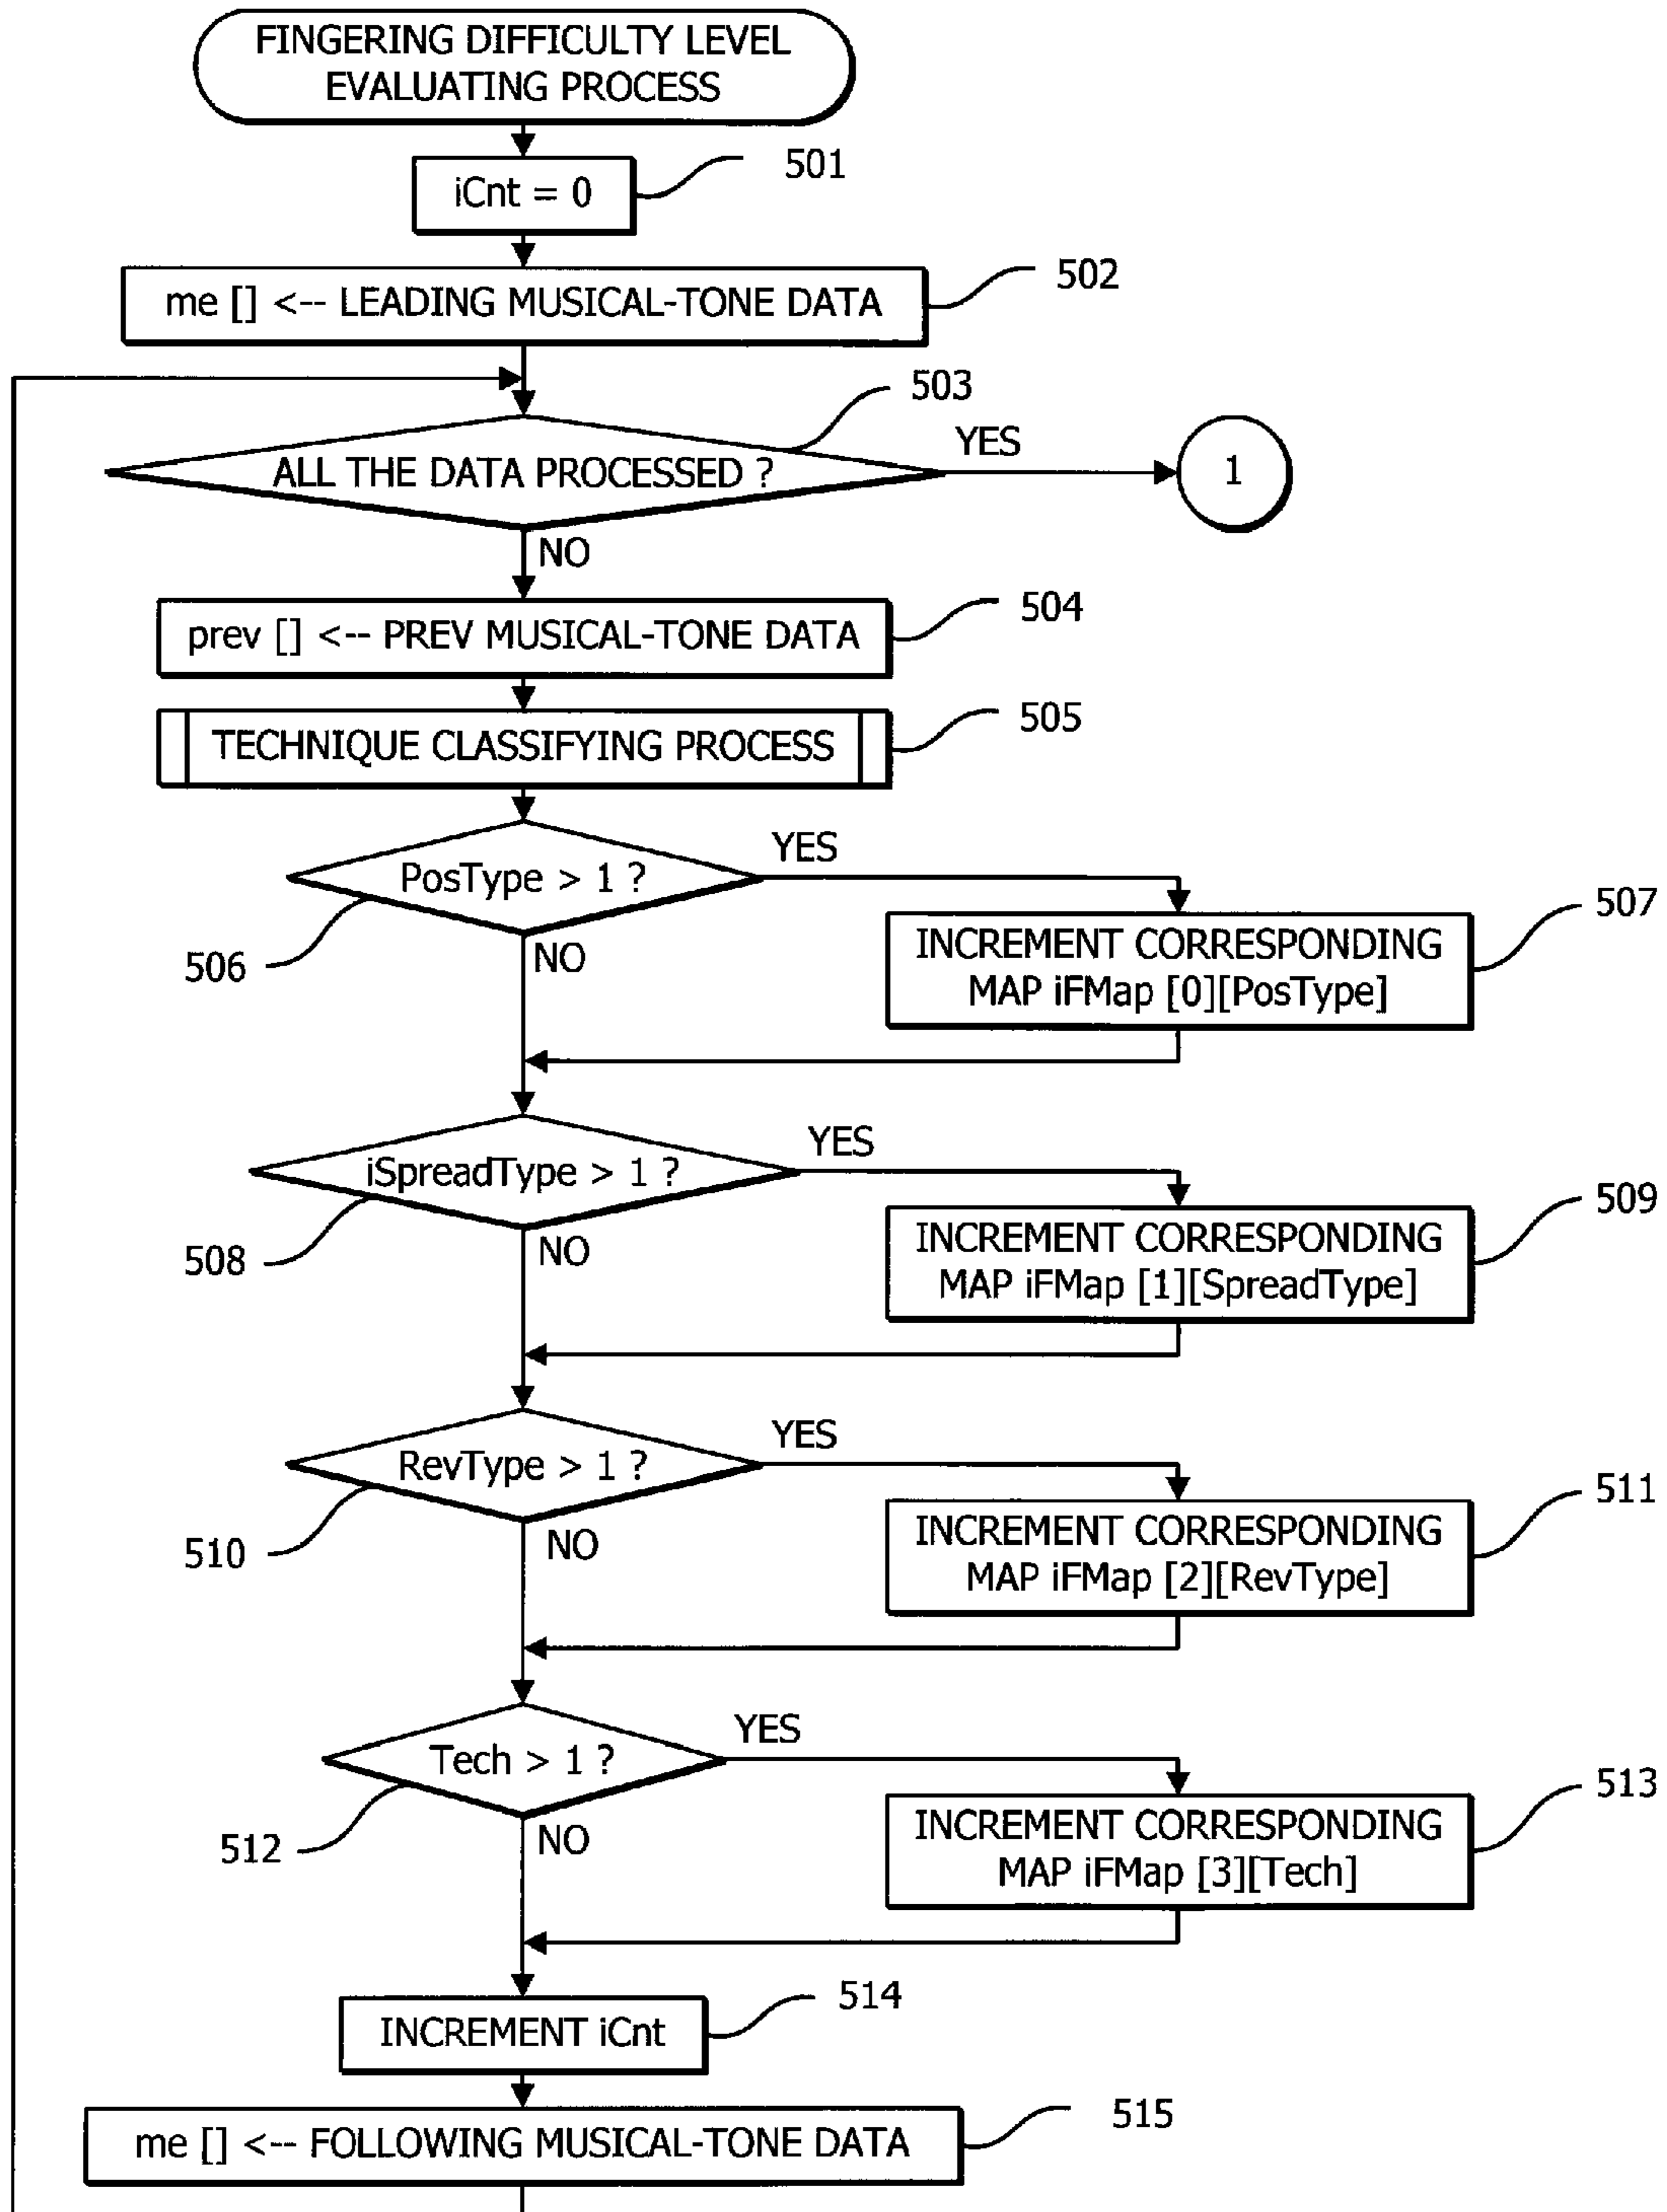 FINGERING DIFFICULTY LEVEL
EVALUATING PROCESS
501
iCnt = 0
502
me [] <-- LEADING MUSICAL-TONE DATA
503
ALL THE DATA PROCESSED ?
YES
1
NO
504
prev [] <-- PREV MUSICAL-TONE DATA
505
TECHNIQUE CLASSIFYING PROCESS
PosType > 1 ?
YES
506
NO
507
INCREMENT CORRESPONDING
MAP iFMap [0][PosType]
iSpreadType > 1 ?
YES
508
NO
509
INCREMENT CORRESPONDING
MAP iFMap [1][SpreadType]
RevType > 1 ?
YES
510
NO
511
INCREMENT CORRESPONDING
MAP iFMap [2][RevType]
Tech > 1 ?
YES
512
NO
513
INCREMENT CORRESPONDING
MAP iFMap [3][Tech]
514
INCREMENT iCnt
515
me [] <-- FOLLOWING MUSICAL-TONE DATA